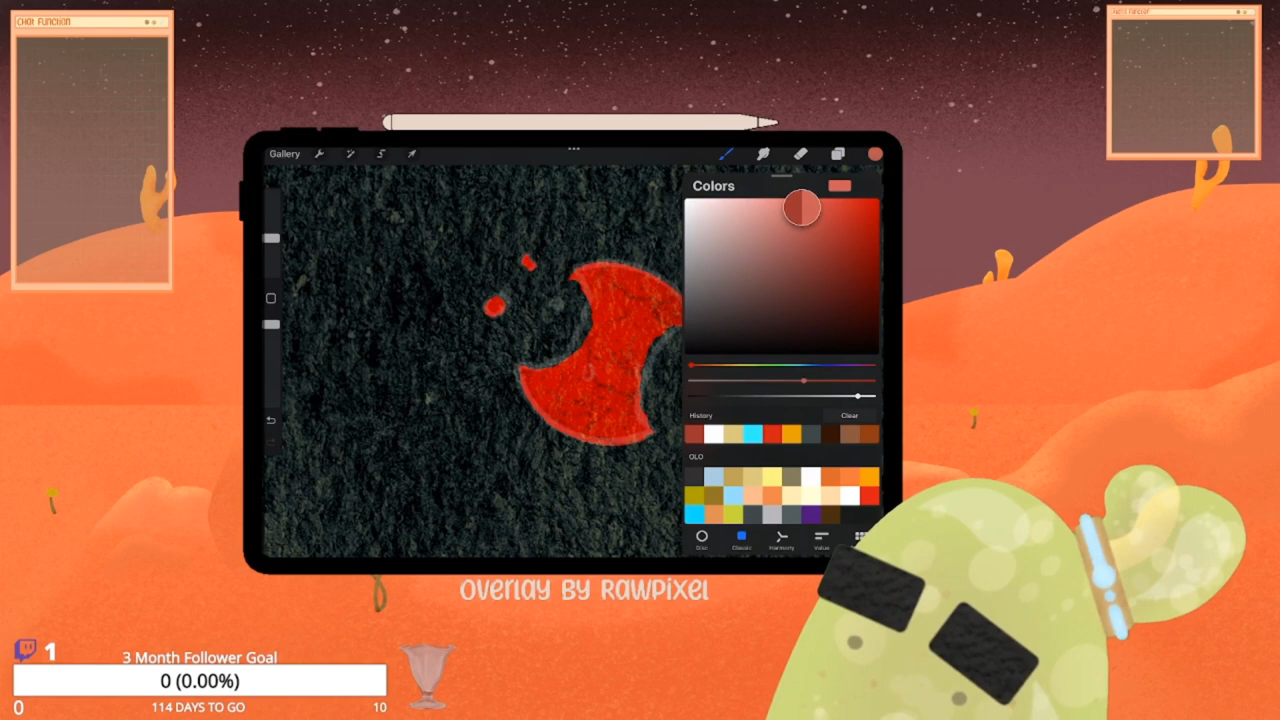 CHAT FUNCTION
Gallery
Colors
History
Clear
OLO
Disc
Classic
Harmony
Value
OVERLAY BY RAWPIXEL
1
3 Month Follower Goal
0 (0.00%)
0
114 DAYS TO GO
10